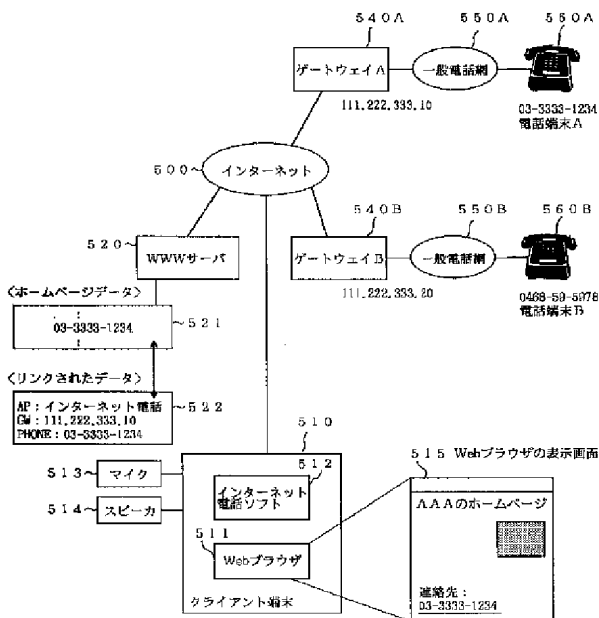 ５４０Ａ
５５０Ａ
５６０Ａ
ゲートウェイＡ
一般電話網
111.222.333.10
03-3333-1234
電話端末Ａ
５００
インターネット
５４０Ｂ
５５０Ｂ
５６０Ｂ
５２０
WWWサーバ
ゲートウェイＢ
一般電話網
111.222.333.20
0468-59-5978
電話端末Ｂ
〈ホームページデータ〉
:
03-3333-1234
:
５２１
〈リンクされたデータ〉
AP：インターネット電話
GW：111.222.333.10
PHONE：03-3333-1234
５２２
５１０
５１５ Webブラウザの表示画面
５１３
マイク
５１２
インターネット
電話ソフト
ＡＡＡのホームページ
５１４
スピーカ
５１１
Webブラウザ
連絡先：
03-3333-1234
クライアント端末